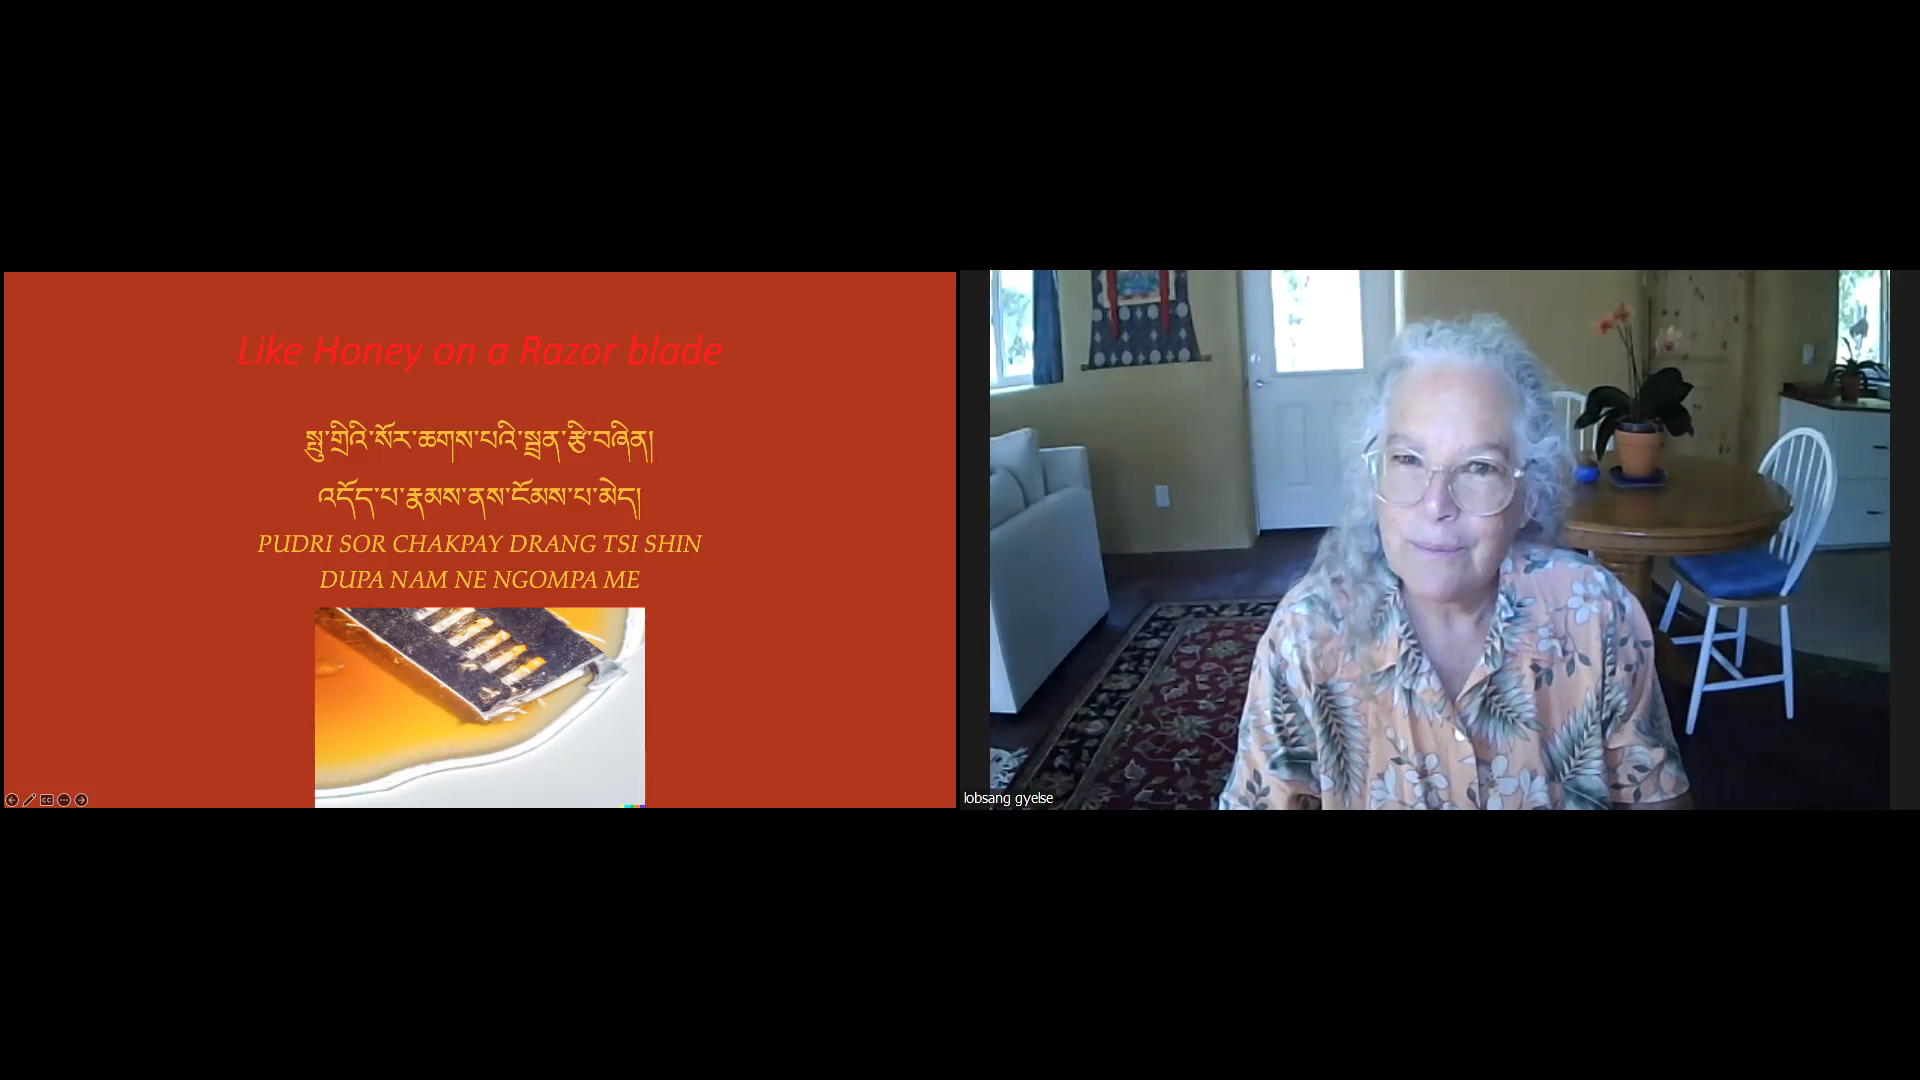 Like Honey on a Razor blade
སྤུ་གྲིའི་སོར་ཆགས་པའི་སྦྲན་རྩི་བཞིན།
འདོད་པ་རྣམས་ནས་ངོམས་པ་མེད།
PUDRI SOR CHAKPAY DRANG TSI SHIN
DUPA NAM NE NGOMPA ME
CC
lobsang gyelse